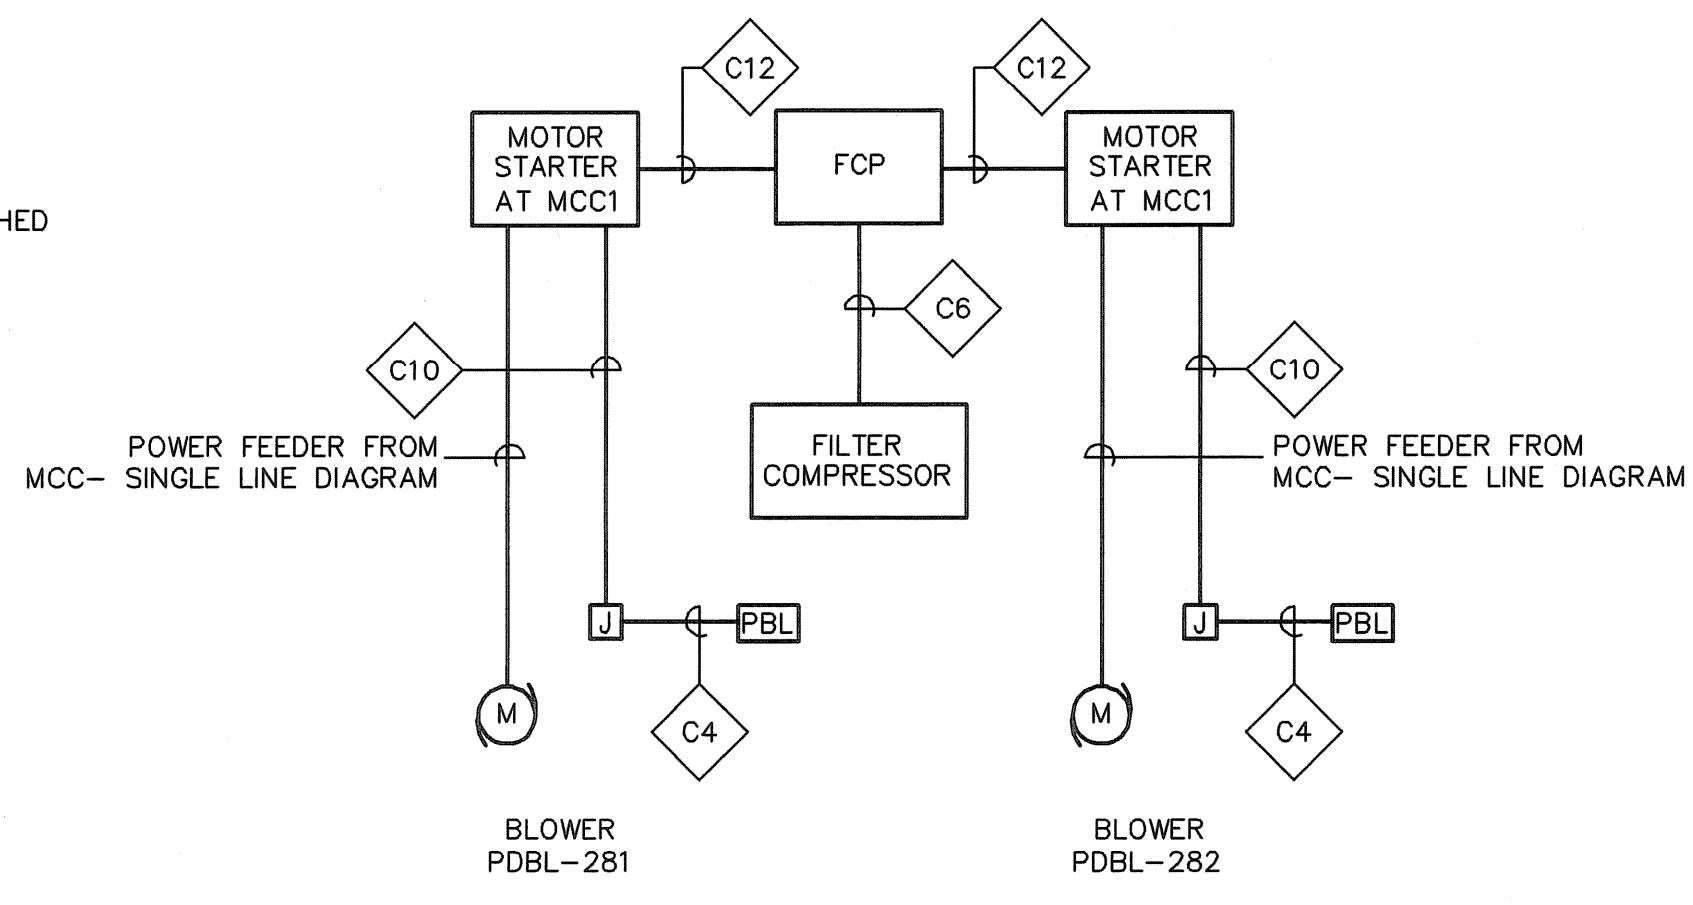 C12
C12
MOTOR
STARTER
AT MCC1
FCP
MOTOR
STARTER
AT MCC1
HED
C6
C10
C10
POWER FEEDER FROM
MCC- SINGLE LINE DIAGRAM
FILTER
COMPRESSOR
POWER FEEDER FROM
MCC- SINGLE LINE DIAGRAM
J
PBL
J
PBL
M
C4
M
C4
BLOWER
PDBL-281
BLOWER
PDBL-282